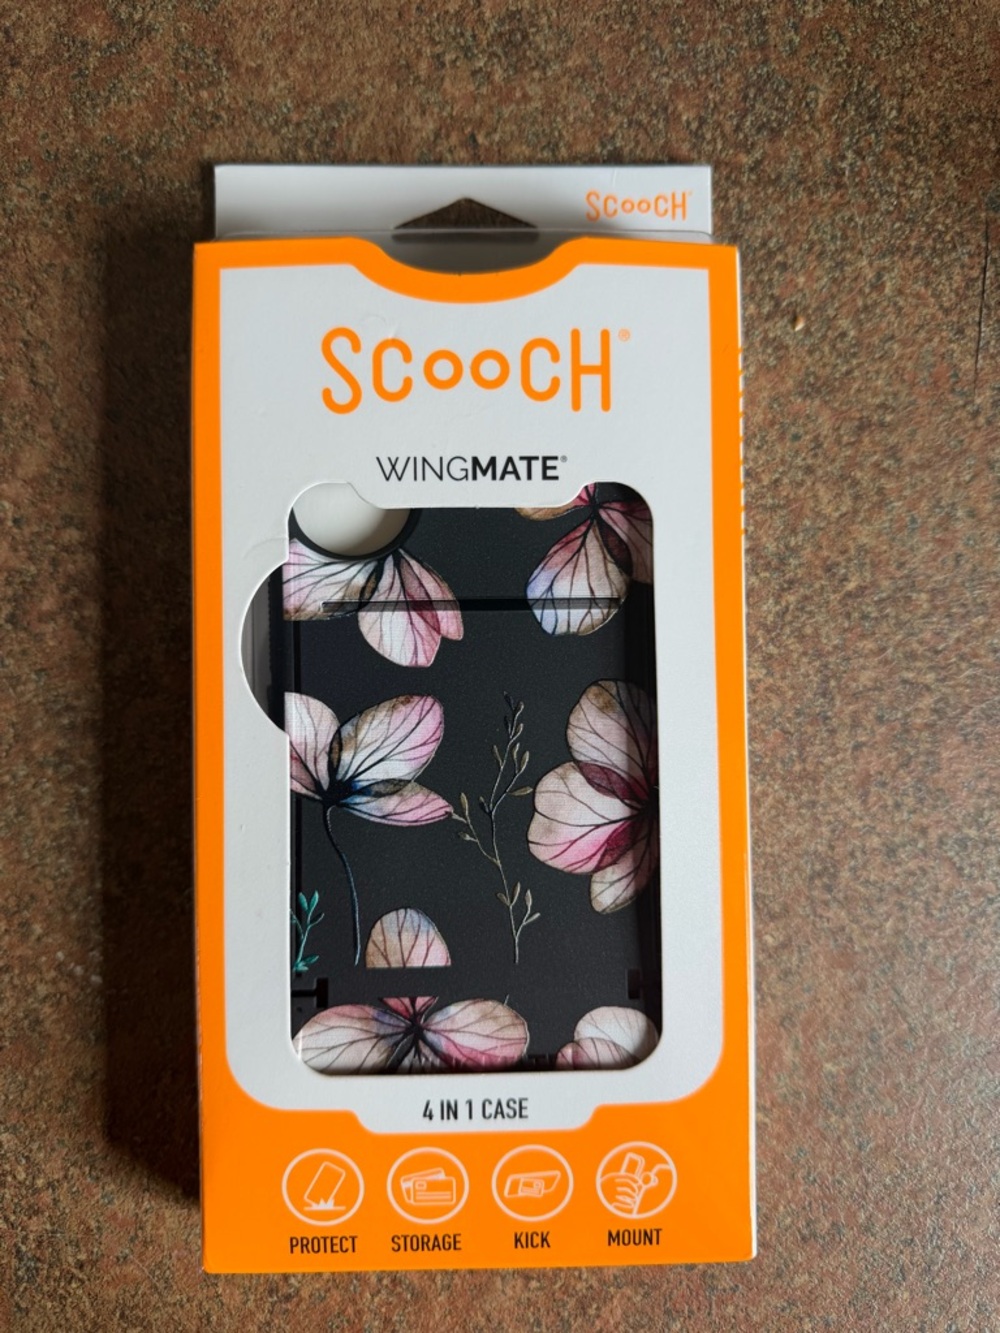 SCOOCH
SCOOCH®
WINGMATE®
4 IN 1 CASE
PROTECT STORAGE KICK MOUNT